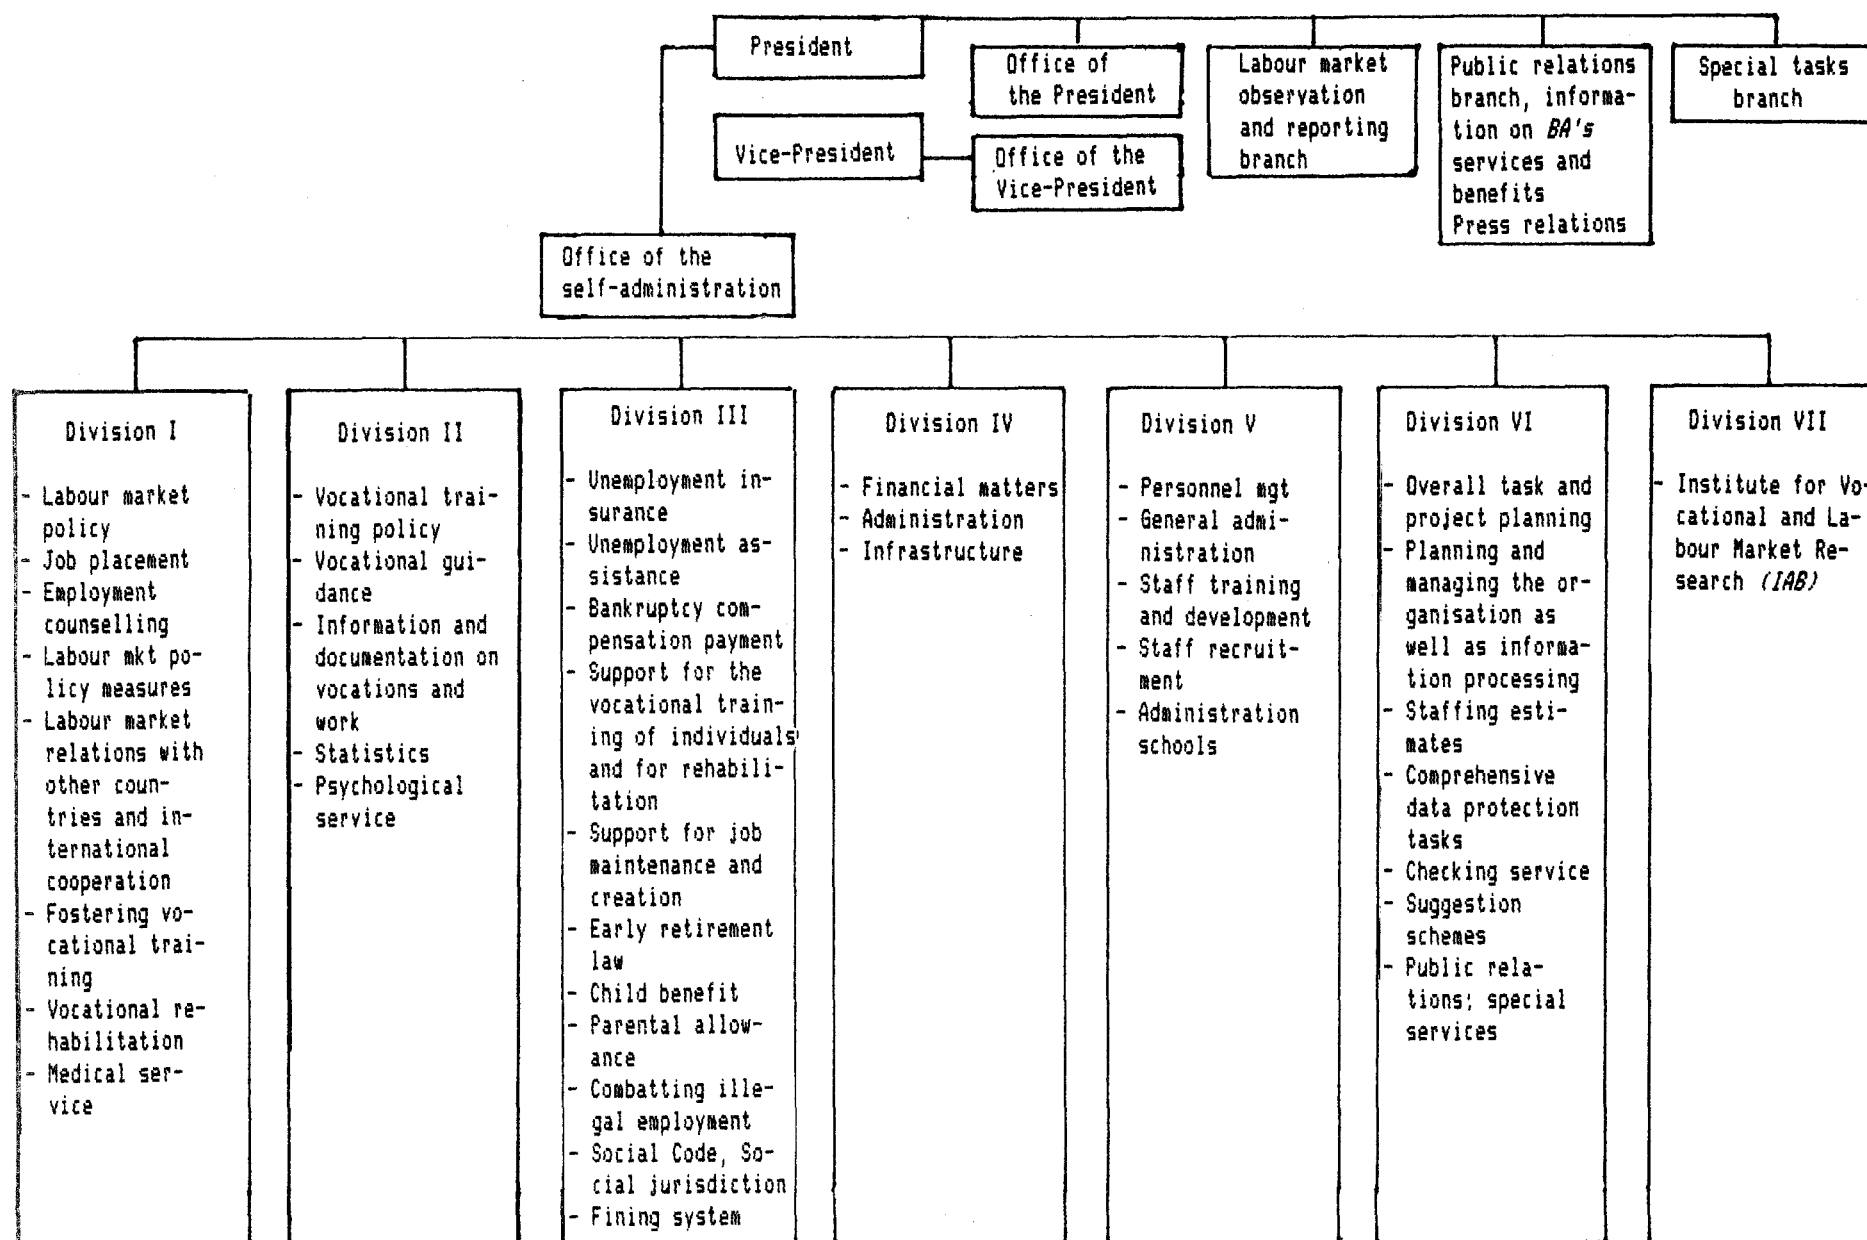 President
Office of
the President
Labour market
observation
and reporting
branch
Public relations
branch, informa-
tion on BA's
services and
benefits
Press relations
Special tasks
branch
Vice-President
Office of the
Vice-President
Office of the
self-administration
Division I
- Labour market
policy
- Job placement
- Employment
counselling
- Labour mkt po-
licy measures
- Labour market
relations with
other coun-
tries and in-
ternational
cooperation
- Fostering vo-
cational trai-
ning
- Vocational re-
habilitation
- Medical ser-
vice
Division II
- Vocational trai-
ning policy
- Vocational gui-
dance
- Information and
documentation on
vocations and
work
- Statistics
- Psychological
service
Division III
- Unemployment in-
surance
- Unemployment as-
sistance
- Bankruptcy com-
pensation payment
- Support for the
vocational train-
ing of individuals
and for rehabili-
tation
- Support for job
maintenance and
creation
- Early retirement
law
- Child benefit
- Parental allow-
ance
- Combatting ille-
gal employment
- Social Code, So-
cial jurisdiction
- Fining system
Division IV
- Financial matters
- Administration
- Infrastructure
Division V
- Personnel mgt
- General admi-
nistration
- Staff training
and development
- Staff recruit-
ment
- Administration
schools
Division VI
- Overall task and
project planning
- Planning and
managing the or-
ganisation as
well as informa-
tion processing
- Staffing esti-
mates
- Comprehensive
data protection
tasks
- Checking service
- Suggestion
schemes
- Public rela-
tions; special
services
Division VII
- Institute for Vo-
cational and La-
bour Market Re-
search (IAB)